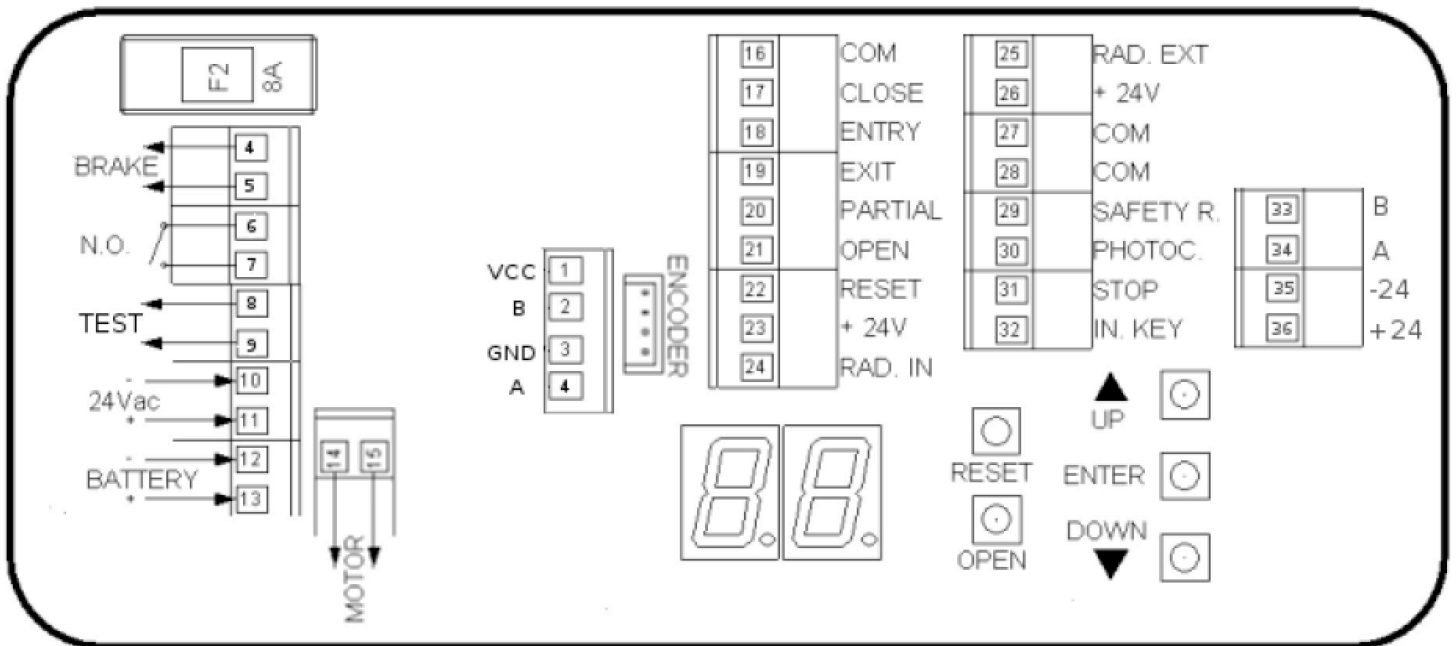 F2 8A
4
BRAKE
5
6
N.O.
7
8
TEST
9
- 10
24Vac
+ 11
- 12
BATTERY
+ 13
14 15
MOTOR
VCC 1
B 2
GND 3
A 4
ENCODER
16 COM
17 CLOSE
18 ENTRY
19 EXIT
20 PARTIAL
21 OPEN
22 RESET
23 + 24V
24 RAD. IN
25 RAD. EXT
26 + 24V
27 COM
28 COM
29 SAFETY R.
30 PHOTOC.
31 STOP
32 IN. KEY
33 B
34 A
35 -24
36 +24
8.8.
RESET
OPEN
UP
ENTER
DOWN